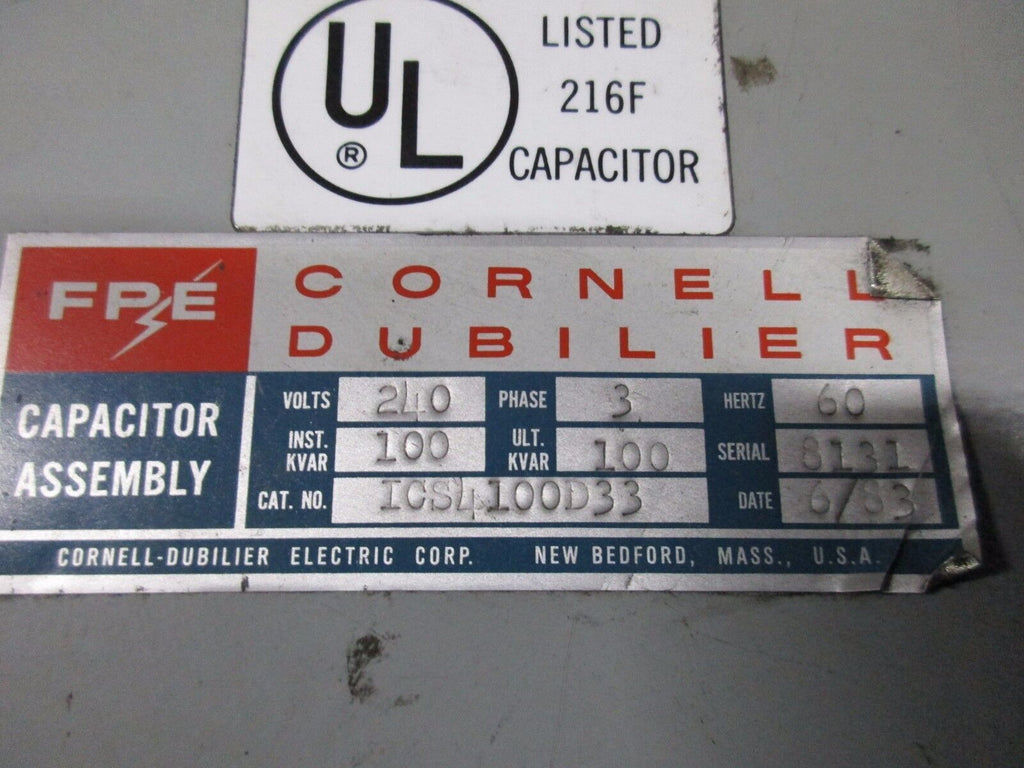 UL
®
LISTED
216F
CAPACITOR
FPE
CORNELL
DUBILIER
CAPACITOR
ASSEMBLY
VOLTS 240 PHASE 3 HERTZ 60
INST. KVAR 100 ULT. KVAR 100 SERIAL 8131
CAT. NO. ICS4100D33 DATE 6/83
CORNELL-DUBILIER ELECTRIC CORP. NEW BEDFORD, MASS., U.S.A.